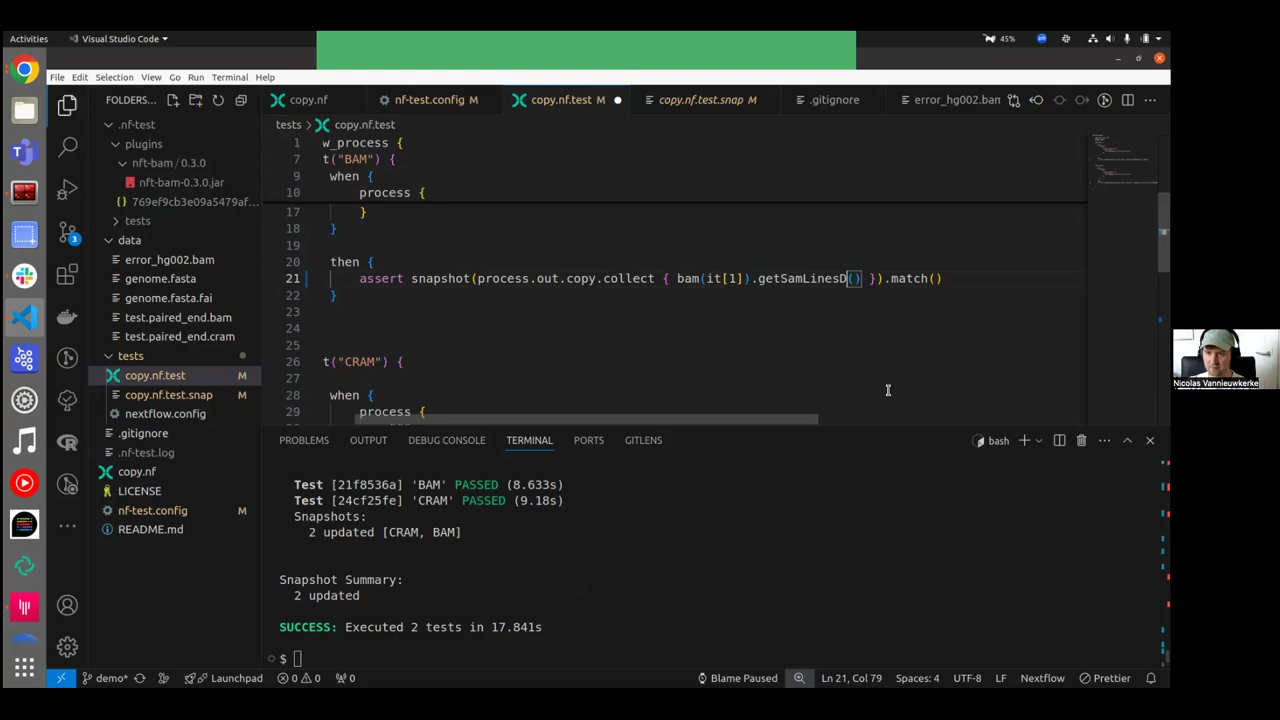 Activities
Visual Studio Code
45%
File Edit Selection View Go Run Terminal Help
FOLDERS...
copy.nf
nf-test.config M
copy.nf.test M
copy.nf.test.snap M
.gitignore
error_hg002.ban
tests > copy.nf.test
.nf-test
plugins
nft-bam / 0.3.0
nft-bam-0.3.0.jar
769ef9cb3e09a5479af...
tests
data
error_hg002.bam
genome.fasta
genome.fasta.fai
test.paired_end.bam
test.paired_end.cram
tests
copy.nf.test M
copy.nf.test.snap M
nextflow.config
.gitignore
.nf-test.log
copy.nf
LICENSE
nf-test.config M
README.md
3
1 w_process {
7 t("BAM") {
9 when {
10 process {
17 }
18 }
19
20 then {
21 assert snapshot(process.out.copy.collect { bam(it[1]).getSamLinesD() }).match()
22 }
23
24
25
26 t("CRAM") {
27
28 when {
29 process {
PROBLEMS OUTPUT DEBUG CONSOLE TERMINAL PORTS GITLENS
bash
Test [21f8536a] 'BAM' PASSED (8.633s)
Test [24cf25fe] 'CRAM' PASSED (9.18s)
Snapshots:
2 updated [CRAM, BAM]
Snapshot Summary:
2 updated
SUCCESS: Executed 2 tests in 17.841s
$
demo* Launchpad 0 0 0 Blame Paused Ln 21, Col 79 Spaces: 4 UTF-8 LF Nextflow Prettier
Nicolas Vannieuwkerke